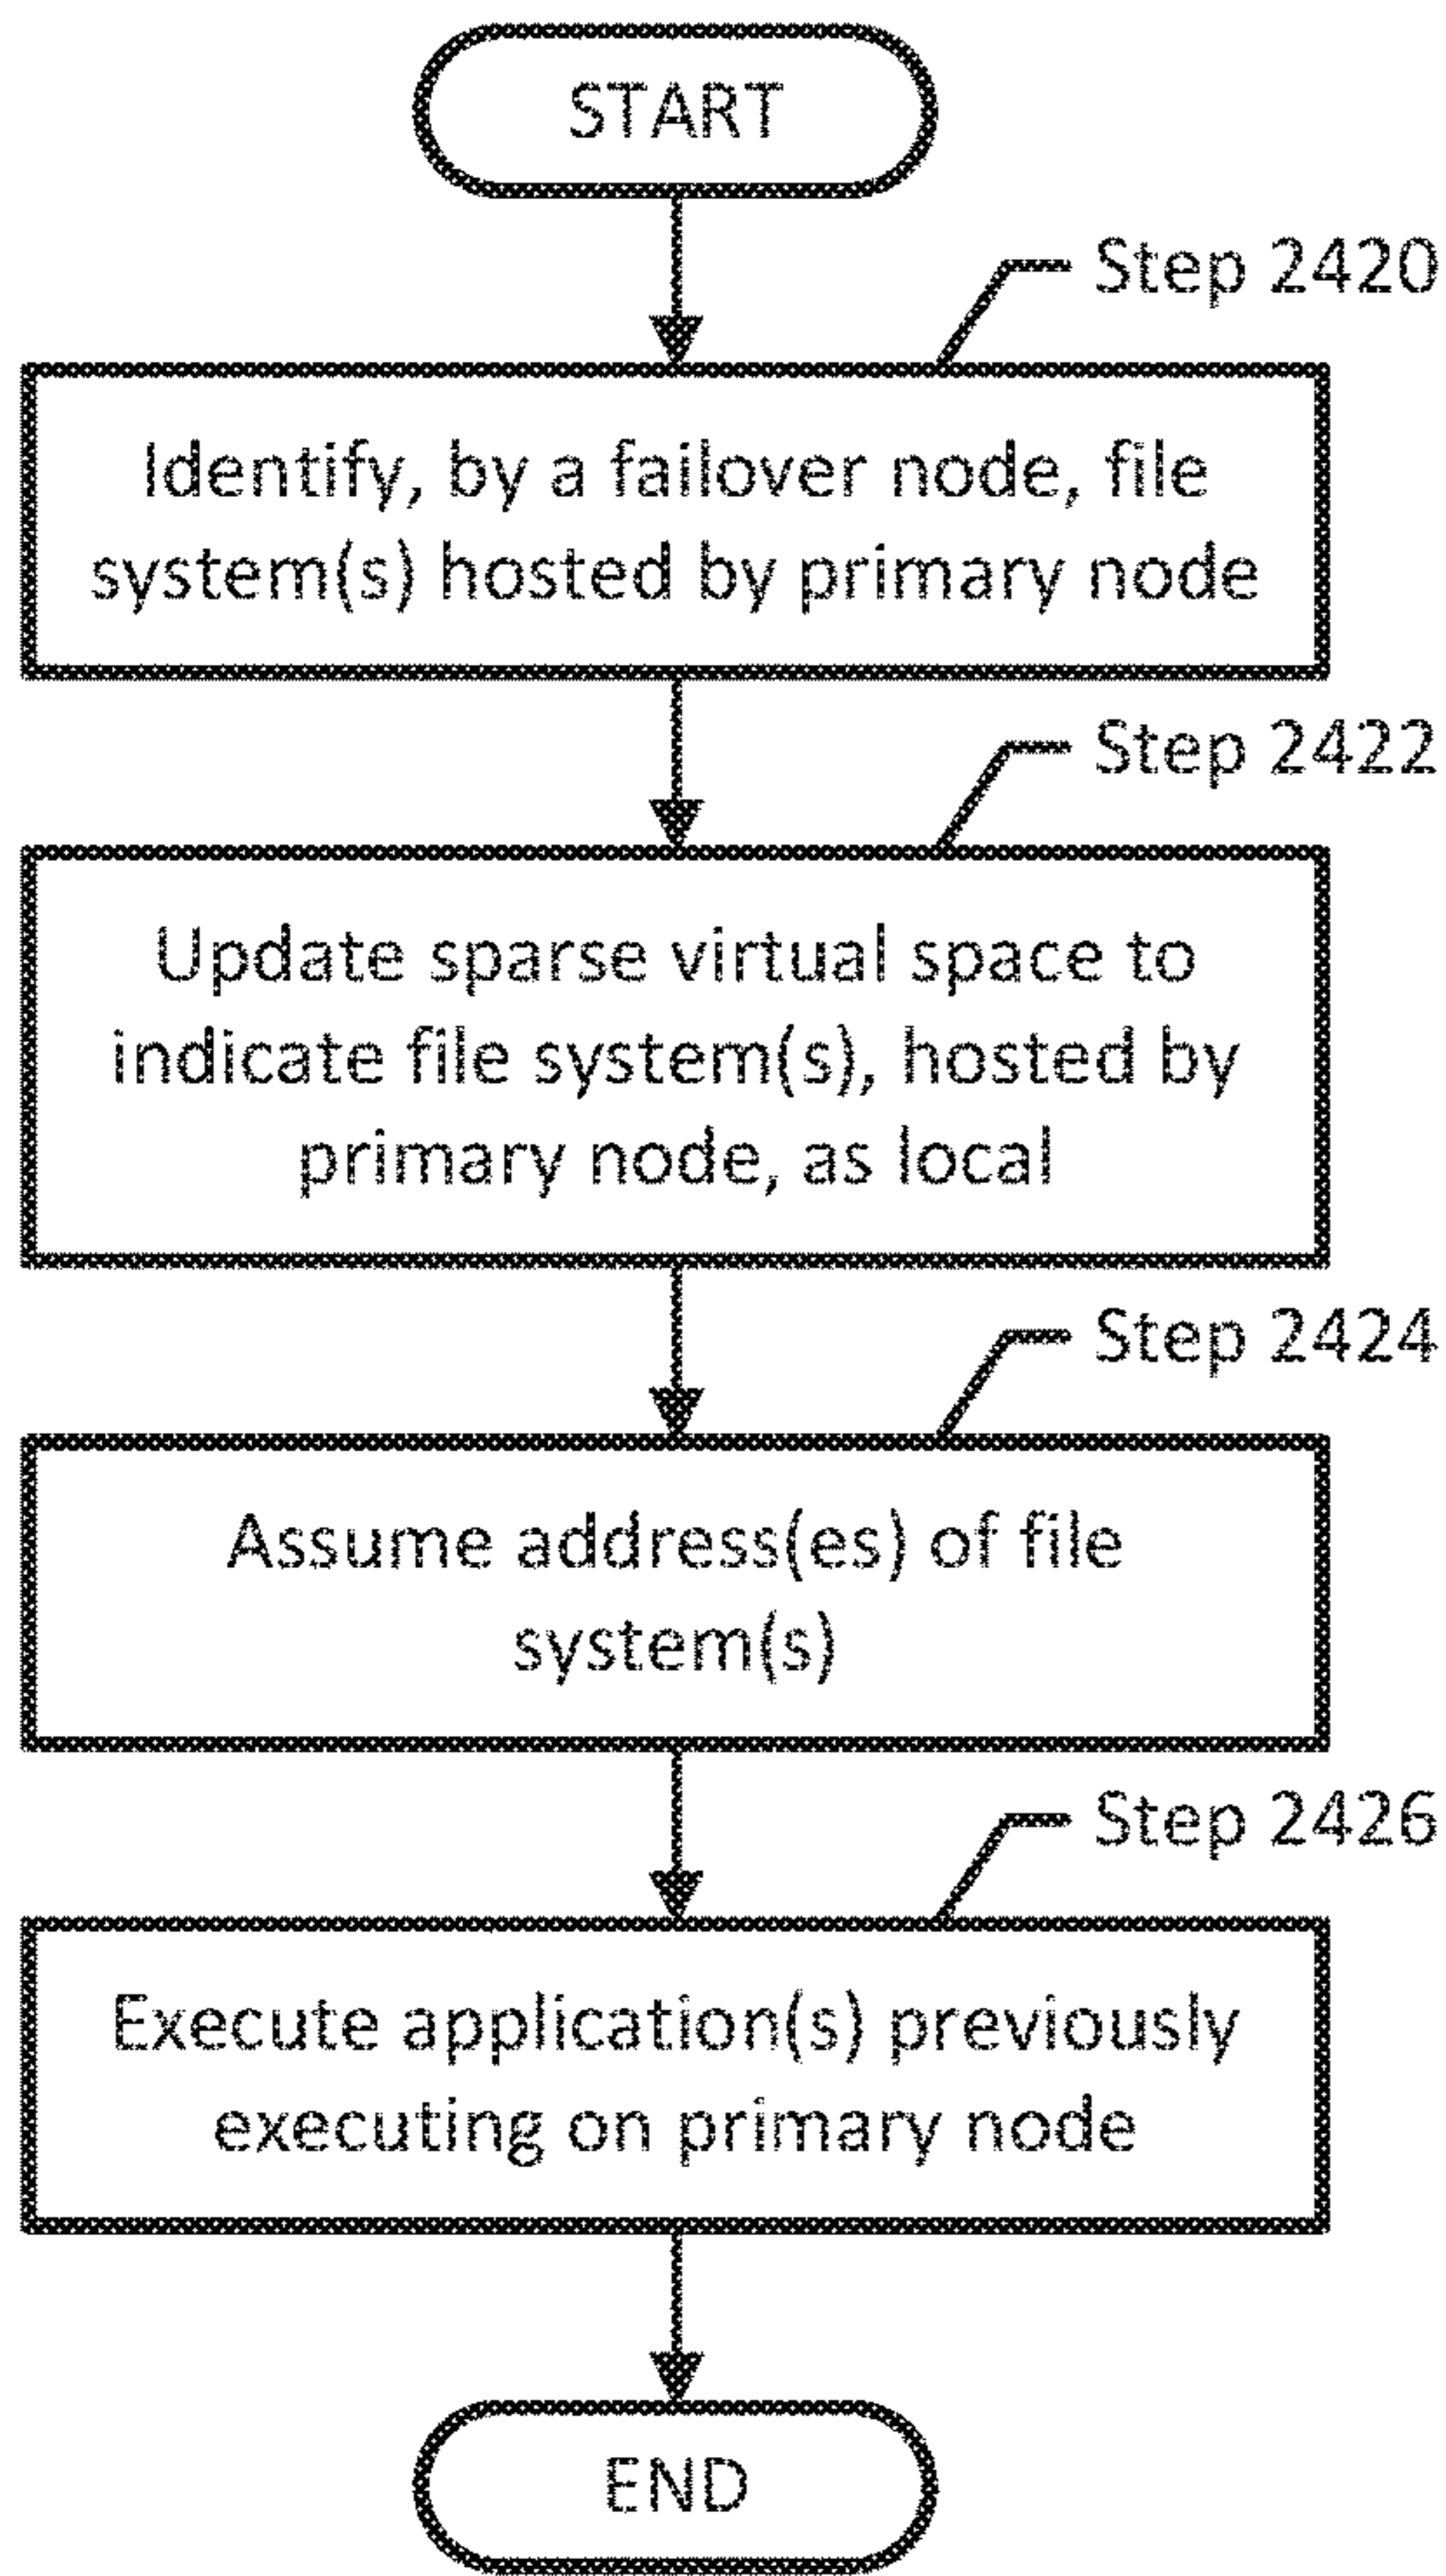 START
Step 2420
Identify, by a failover node, file
system(s) hosted by primary node
Step 2422
Update sparse virtual space to
indicate file system(s), hosted by
primary node, as local
Step 2424
Assume address(es) of file
system(s)
Step 2426
Execute application(s) previously
executing on primary node
END